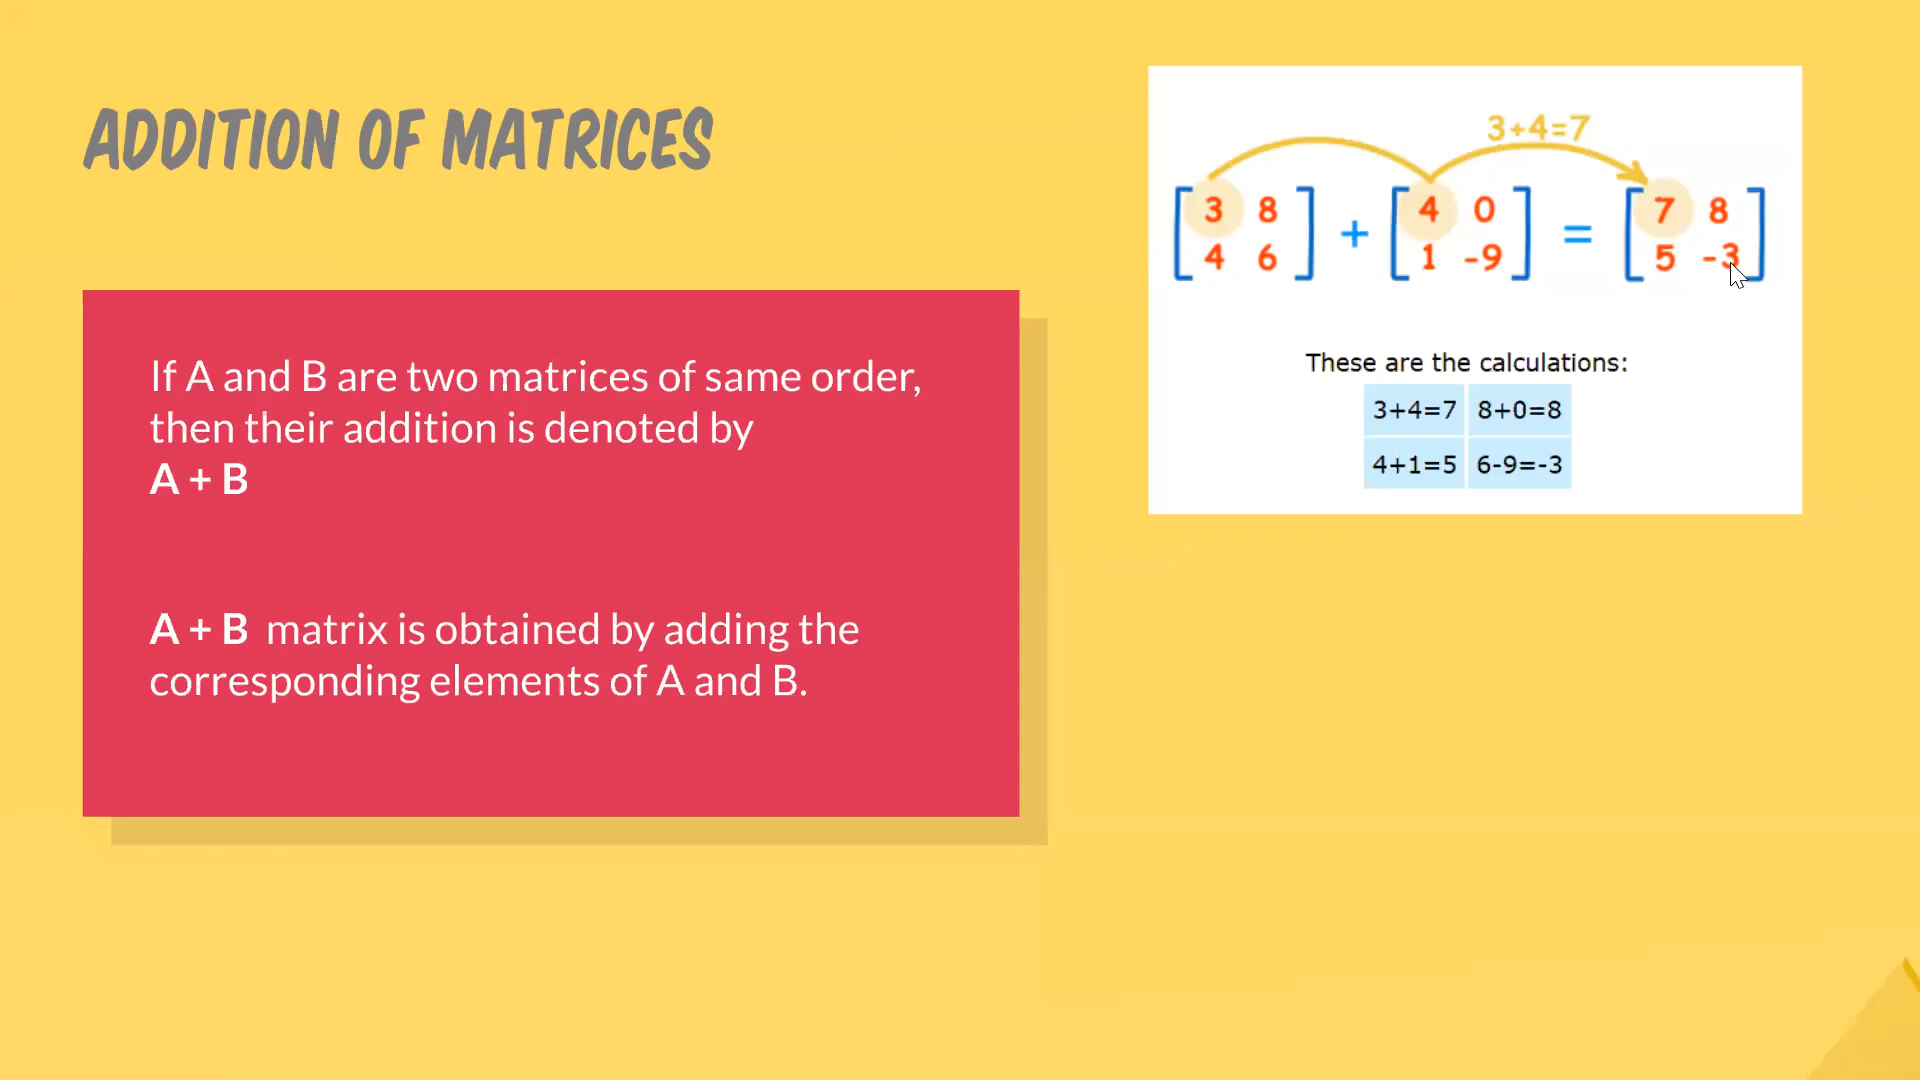 ADDITION OF MATRICES
If A and B are two matrices of same order,
then their addition is denoted by
A + B
A + B matrix is obtained by adding the
corresponding elements of A and B.
3+4=7
3 8 4 0 7 8
+ =
4 6 1 -9 5 -3
These are the calculations:
3+4=7 8+0=8
4+1=5 6-9=-3